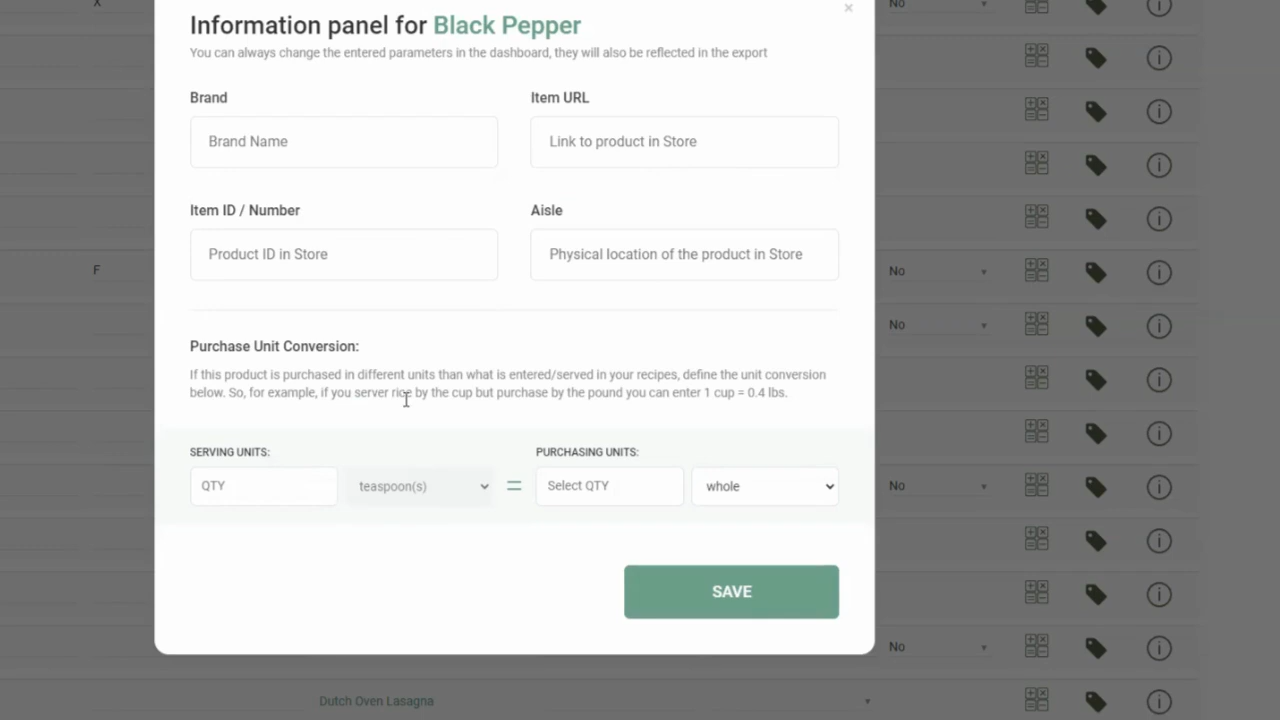 X
No
Information panel for Black Pepper
×
You can always change the entered parameters in the dashboard, they will also be reflected in the export
Brand
Item URL
Brand Name
Link to product in Store
Item ID / Number
Aisle
Product ID in Store
Physical location of the product in Store
F
No
No
Purchase Unit Conversion:
If this product is purchased in different units than what is entered/served in your recipes, define the unit conversion
below. So, for example, if you server rice by the cup but purchase by the pound you can enter 1 cup = 0.4 lbs.
SERVING UNITS:
PURCHASING UNITS:
QTY
teaspoon(s)
=
Select QTY
whole
No
SAVE
No
Dutch Oven Lasagna